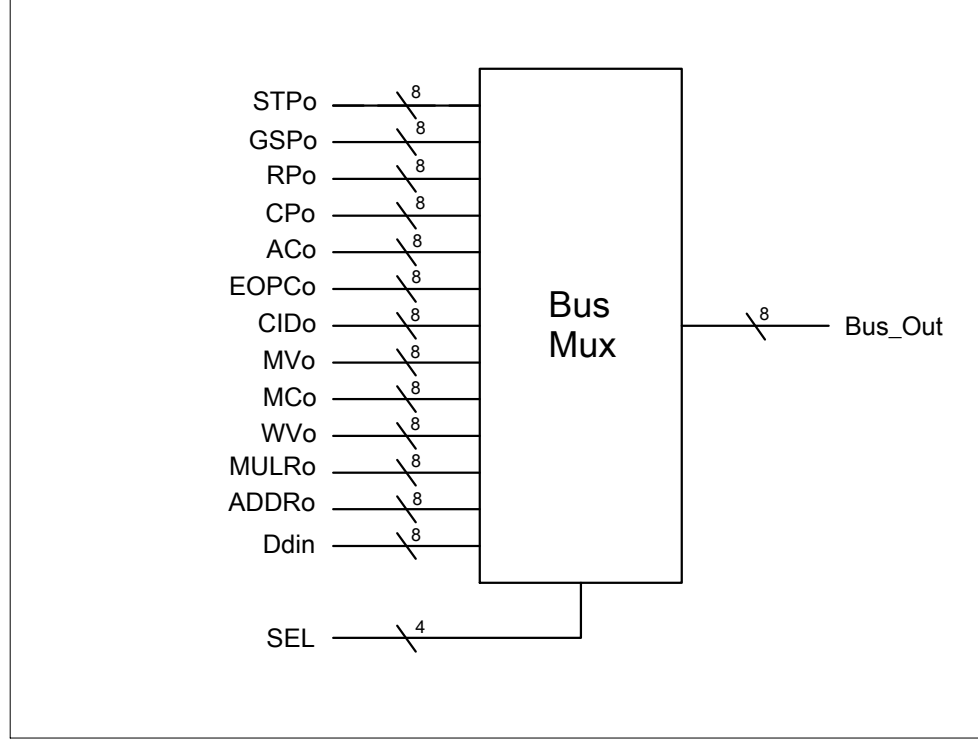 STPo 8
GSPo 8
RPo 8
CPo 8
ACo 8
EOPCo 8
CIDo 8
MVo 8
MCo 8
WVo 8
MULRo 8
ADDRo 8
Ddin 8
SEL 4
Bus
Mux
8 Bus_Out